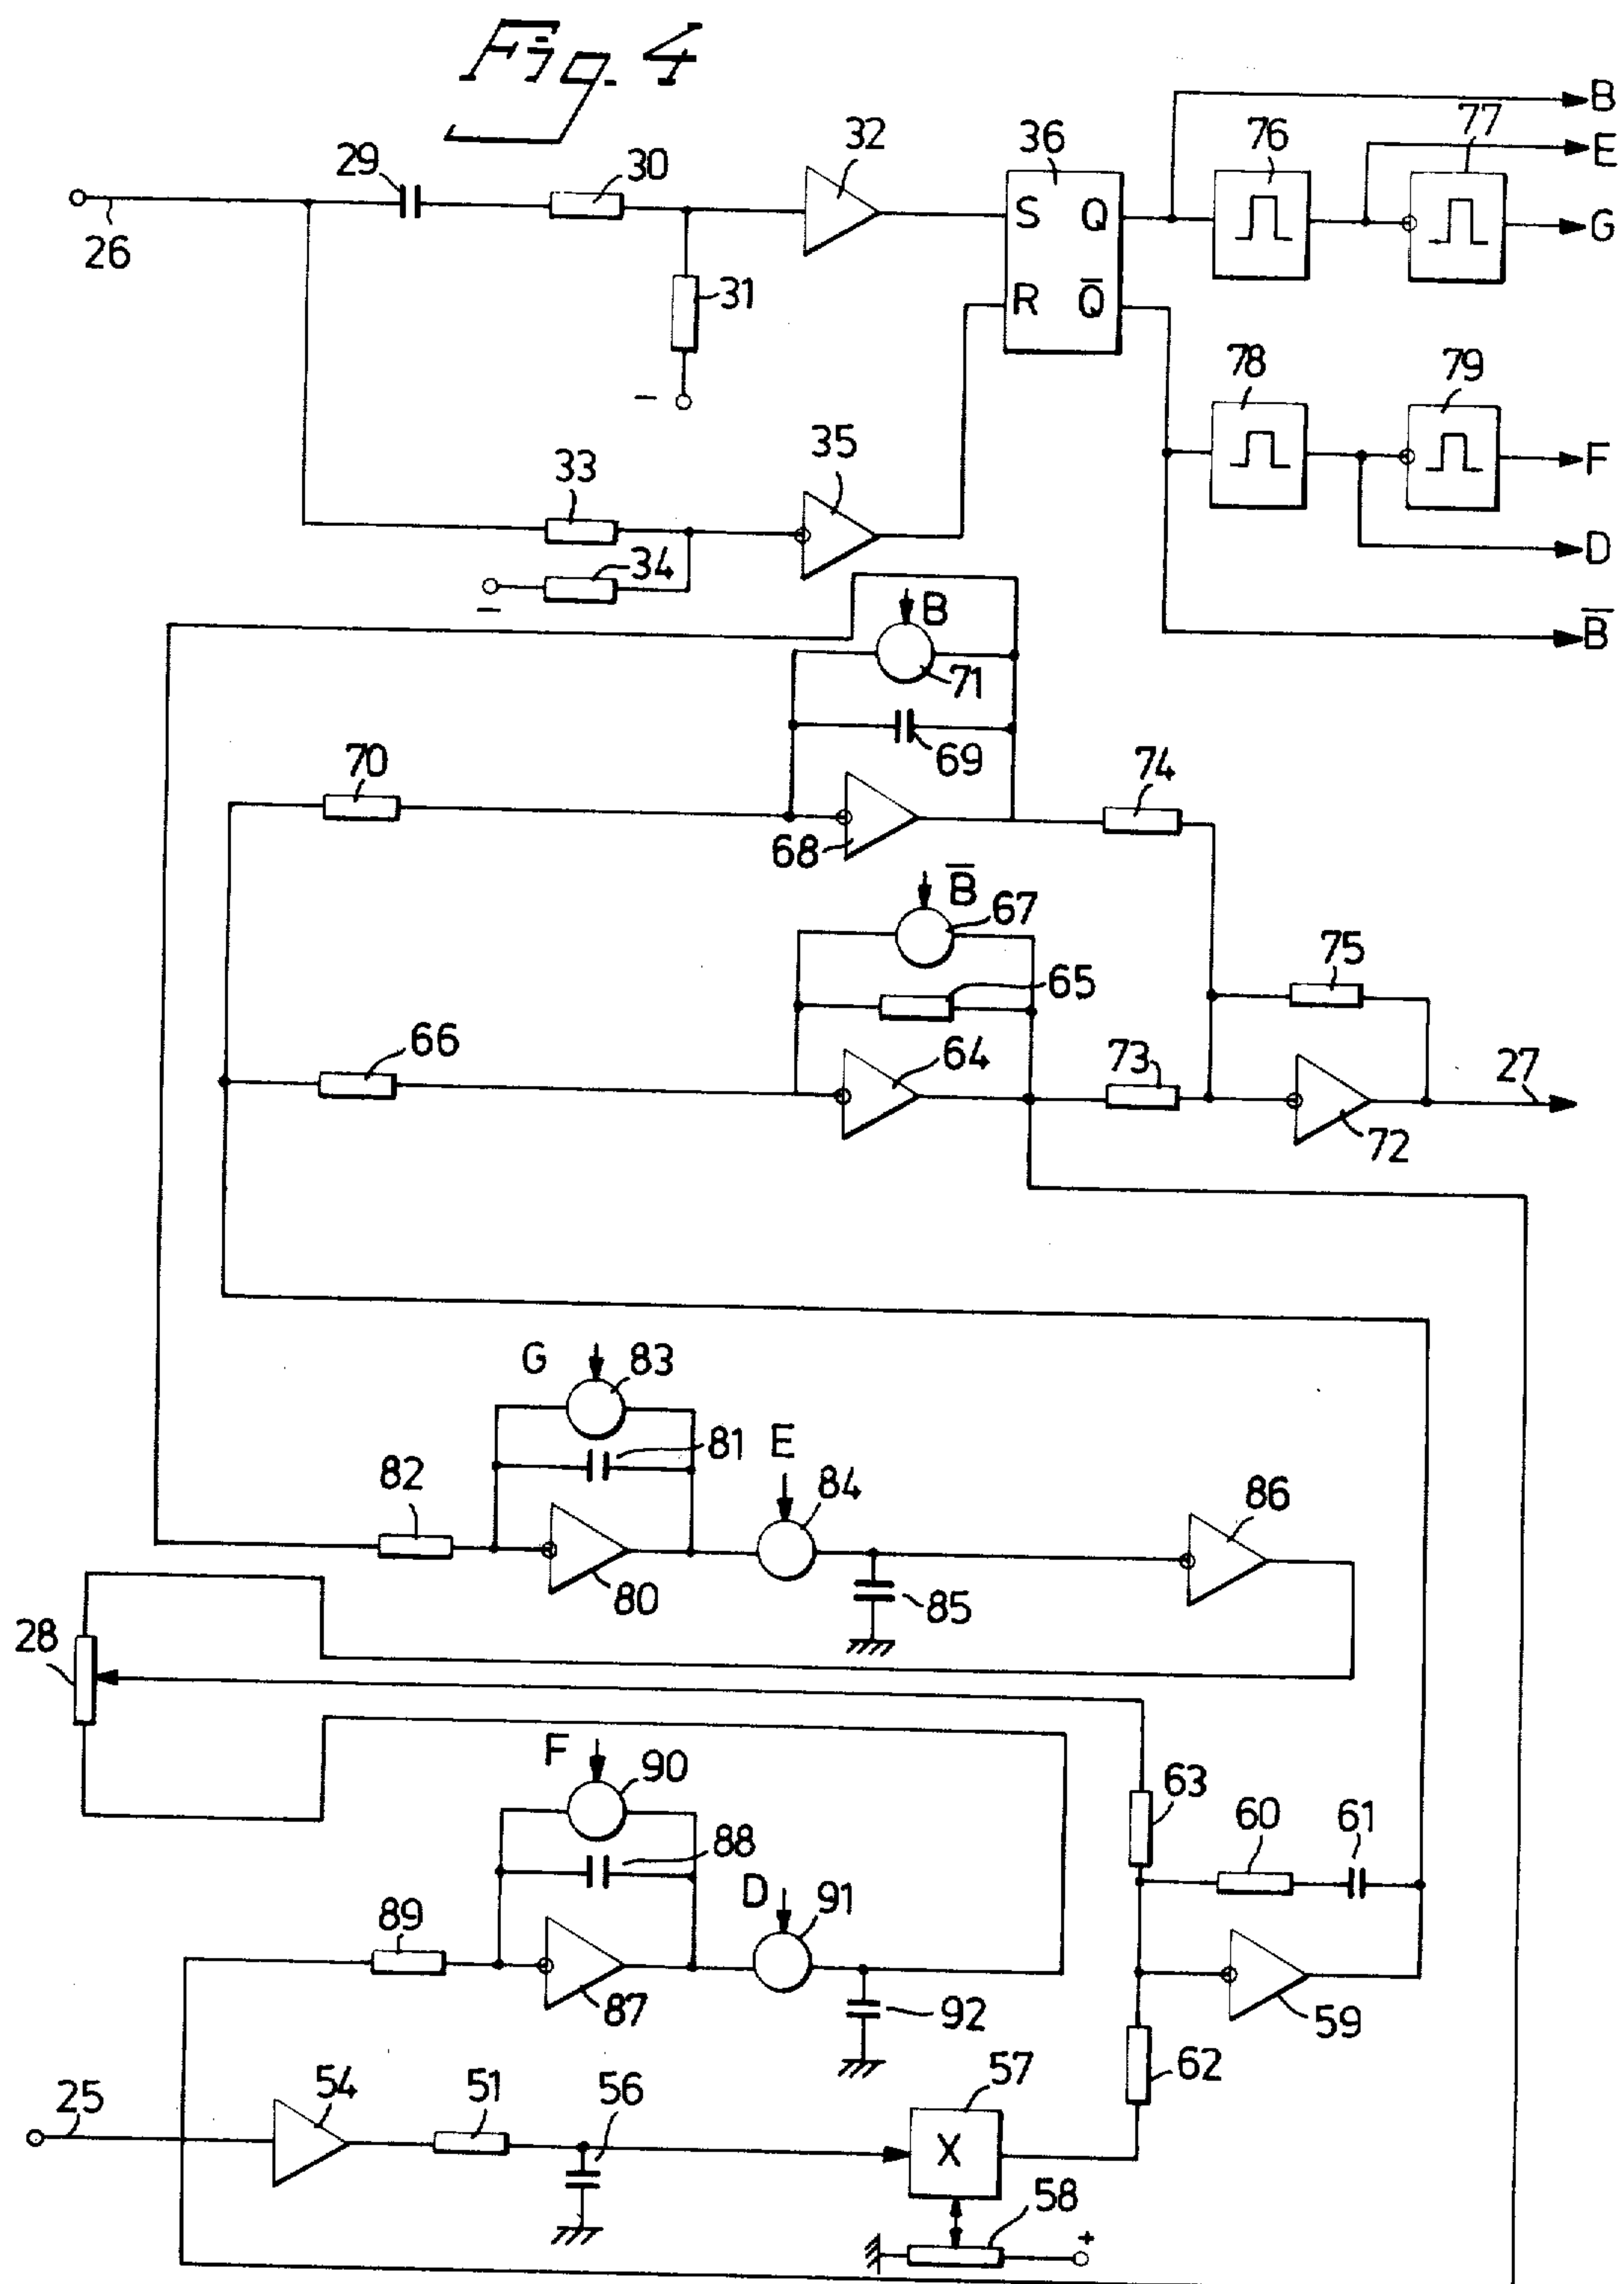 Fig. 4
B
E
G
29 30 32 36 76 77
26
S Q
31
R Q̅
78 79
F
D
B̅
33 35
34
−
−
B
71
69
70 74
68
B̅
67
65 75
66 64 73 27
72
G 83
81 E
82 84 86
80 85
28
F 90
88 D
63 60 61
89 91
87 92 59
62
25 54 51 56 57
X
58
+